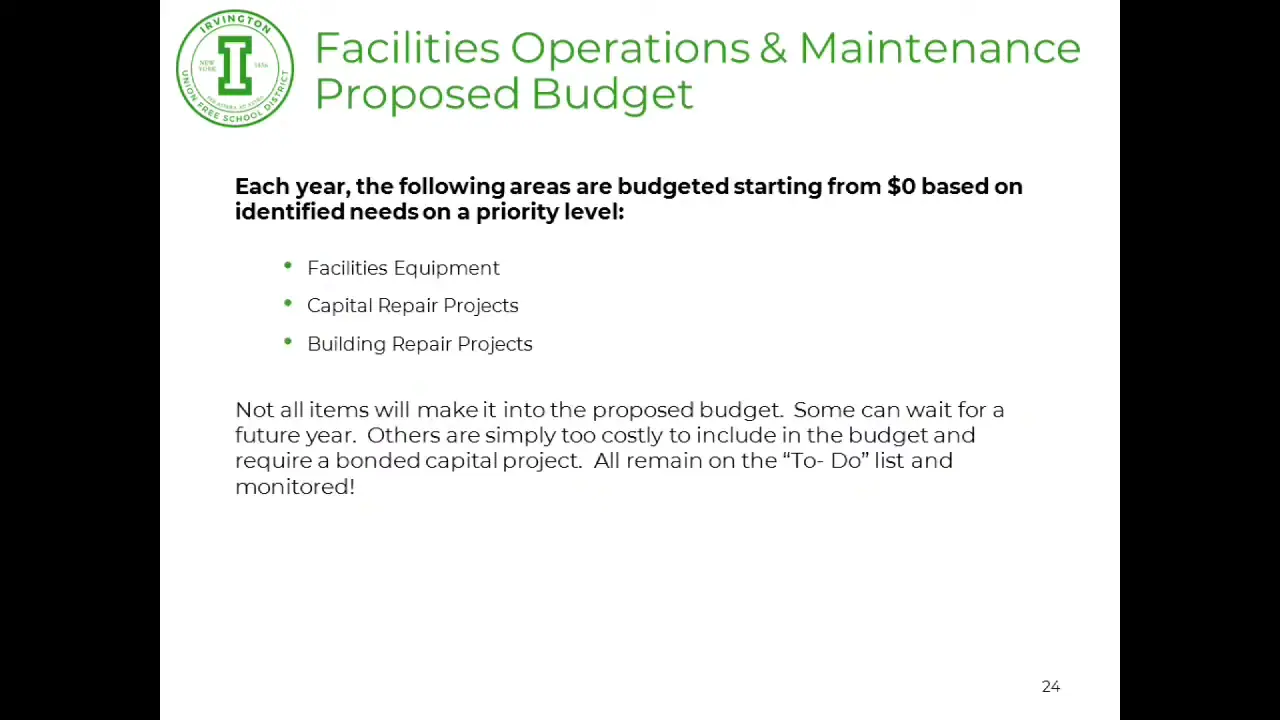 IRVINGTON
NEW YORK
1856
UNION FREE SCHOOL DISTRICT
Facilities Operations & Maintenance
Proposed Budget
Each year, the following areas are budgeted starting from $0 based on
identified needs on a priority level:
• Facilities Equipment
• Capital Repair Projects
• Building Repair Projects
Not all items will make it into the proposed budget.  Some can wait for a
future year.  Others are simply too costly to include in the budget and
require a bonded capital project.  All remain on the “To- Do” list and
monitored!
24